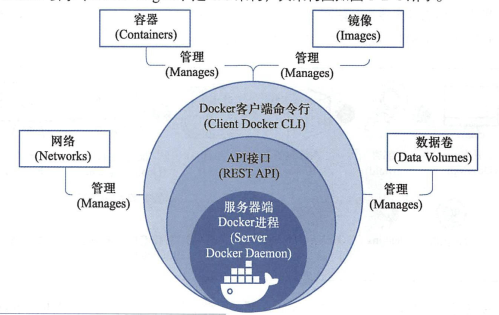 容器
(Containers)
镜像
(Images)
管理
(Manages)
管理
(Manages)
Docker客户端命令行
(Client Docker CLI)
网络
(Networks)
API接口
(REST API)
数据卷
(Data Volumes)
管理
(Manages)
管理
(Manages)
服务器端
Docker进程
(Server
Docker Daemon)